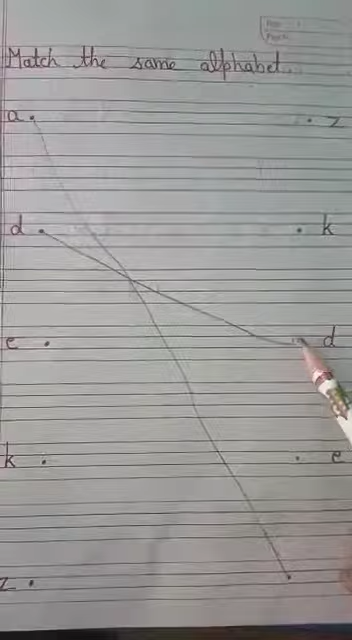 Match the same alphabet.
a . . z
d . . k
e . . d
k . . e
z . .